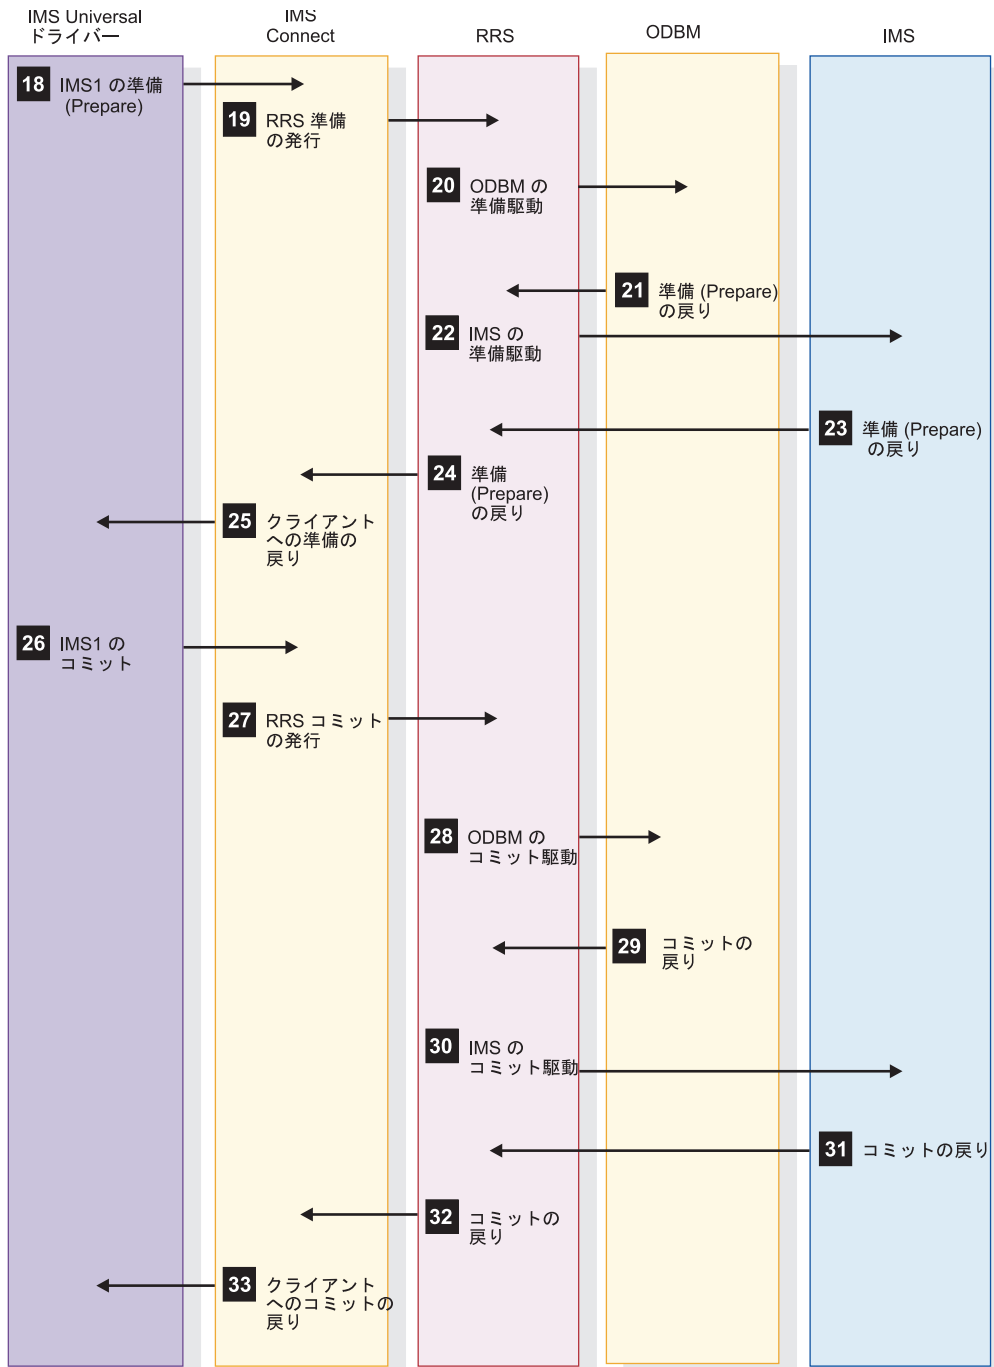 IMS Universal
ドライバー
IMS
Connect
RRS
ODBM
IMS
18 IMS1 の準備
(Prepare)
19 RRS 準備
の発行
20 ODBM の
準備駆動
21 準備 (Prepare)
の戻り
22 IMS の
準備駆動
23 準備 (Prepare)
の戻り
24 準備
(Prepare)
の戻り
25 クライアント
への準備の
戻り
26 IMS1 の
コミット
27 RRS コミット
の発行
28 ODBM の
コミット駆動
29 コミットの
戻り
30 IMS の
コミット駆動
31 コミットの戻り
32 コミットの
戻り
33 クライアント
へのコミットの
戻り